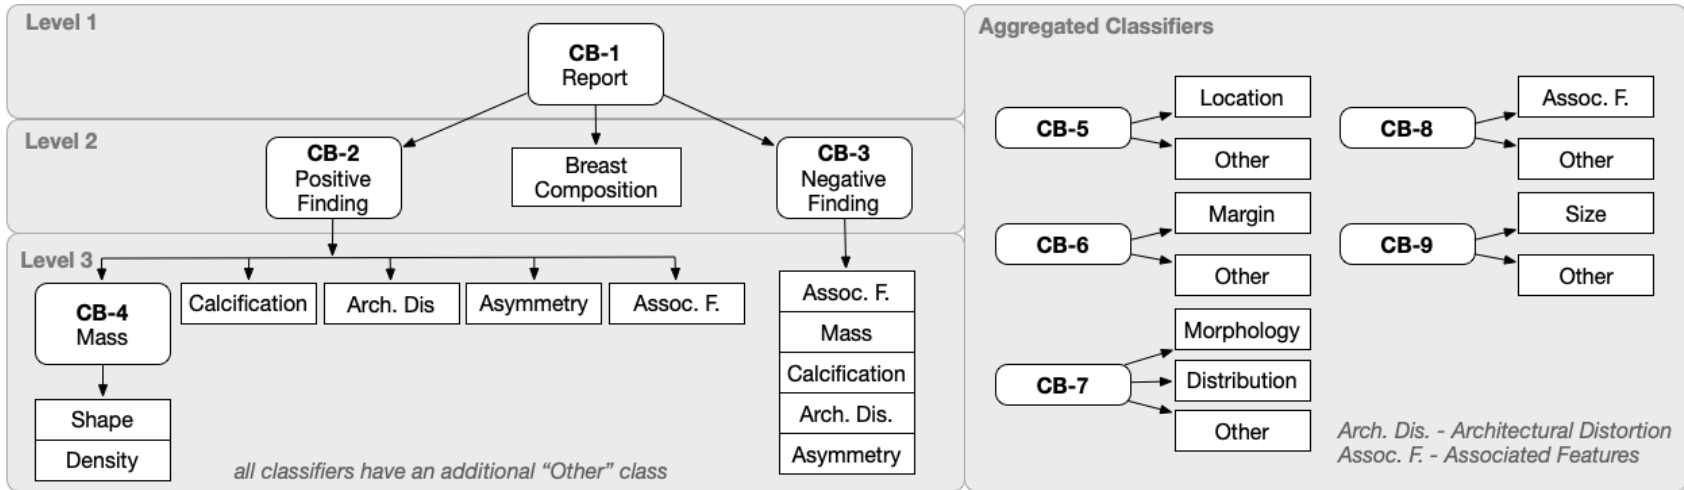 Level 1
CB-1
Report
Level 2
CB-2
Positive
Finding
Breast
Composition
CB-3
Negative
Finding
Level 3
CB-4
Mass
Calcification
Arch. Dis
Asymmetry
Assoc. F.
Shape
Density
Assoc. F.
Mass
Calcification
Arch. Dis.
Asymmetry
all classifiers have an additional “Other” class
Aggregated Classifiers
CB-5
Location
Other
CB-6
Margin
Other
CB-7
Morphology
Distribution
Other
CB-8
Assoc. F.
Other
CB-9
Size
Other
Arch. Dis. - Architectural Distortion
Assoc. F. - Associated Features